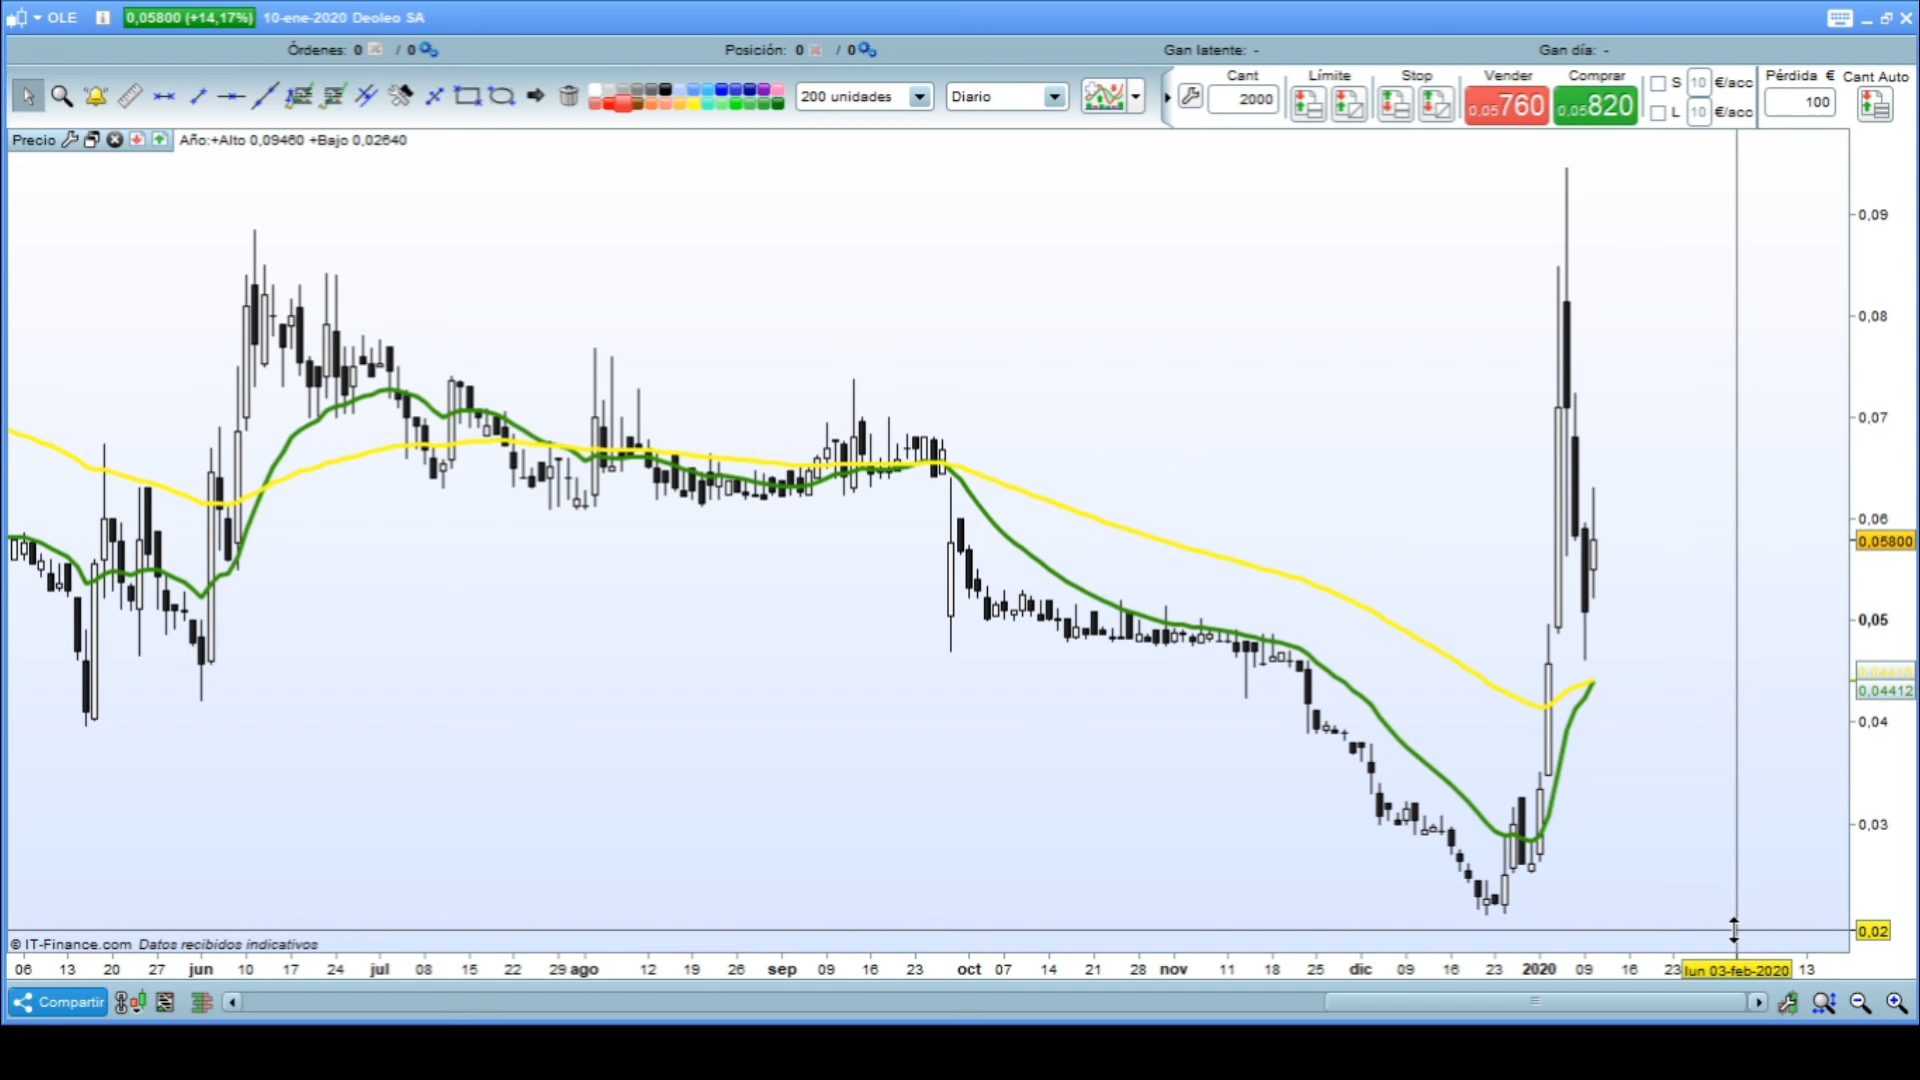 OLE 0,05800 (+14,17%) 10-ene-2020 Deoleo SA
Órdenes: 0 / 0 Posición: 0 / 0 Gan latente: - Gan día: -
Cant Límite Stop Vender Comprar S 10 €/acc Pérdida € Cant Auto
200 unidades Diario 2000 0,05760 0,05820 L 10 €/acc 100
Precio Año:+Alto 0,09460 +Bajo 0,02640
0,09
0,08
0,07
0,06
0,05800
0,05
0,04412
0,04
0,03
0,02
© IT-Finance.com Datos recibidos indicativos
06 13 20 27 jun 10 17 24 jul 08 15 22 29 ago 12 19 26 sep 09 16 23 oct 07 14 21 28 nov 11 18 25 dic 09 16 23 2020 09 16 23 lun 03-feb-2020 13
Compartir